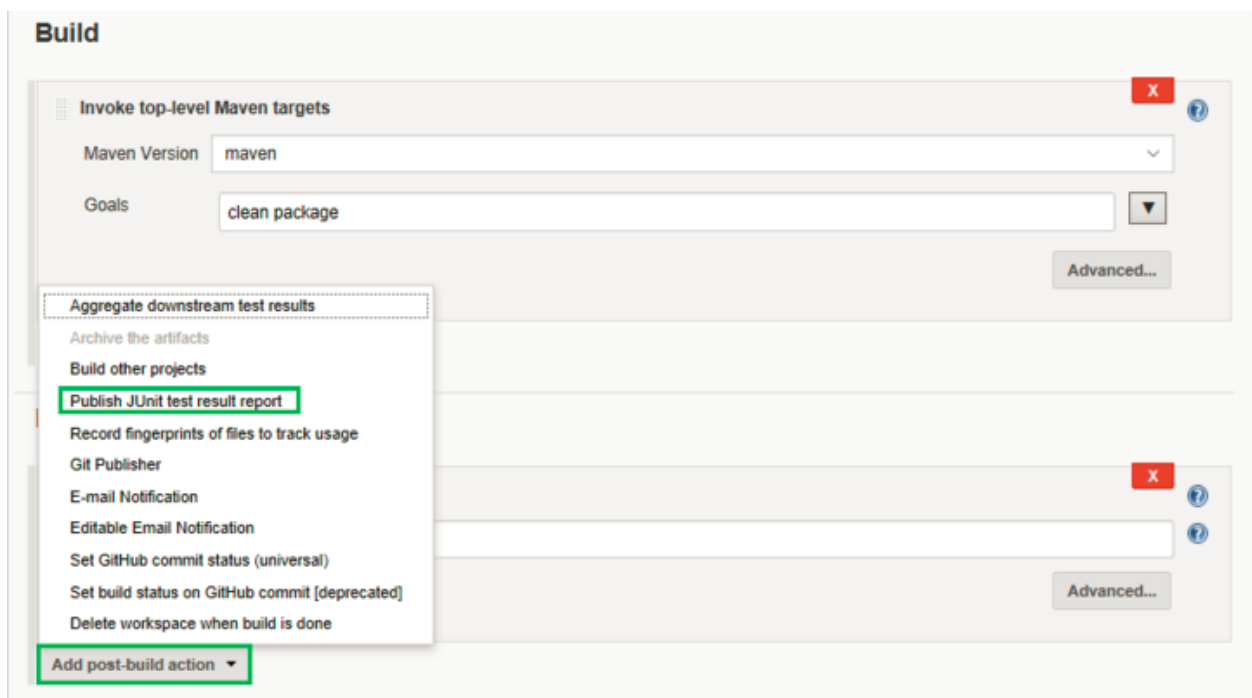 Build
X
Invoke top-level Maven targets
Maven Version maven
Goals clean package ▼
Advanced...
Aggregate downstream test results
Archive the artifacts
Build other projects
Publish JUnit test result report
Record fingerprints of files to track usage
Git Publisher
X
E-mail Notification
Editable Email Notification
Set GitHub commit status (universal)
Set build status on GitHub commit [deprecated]
Advanced...
Delete workspace when build is done
Add post-build action ▼